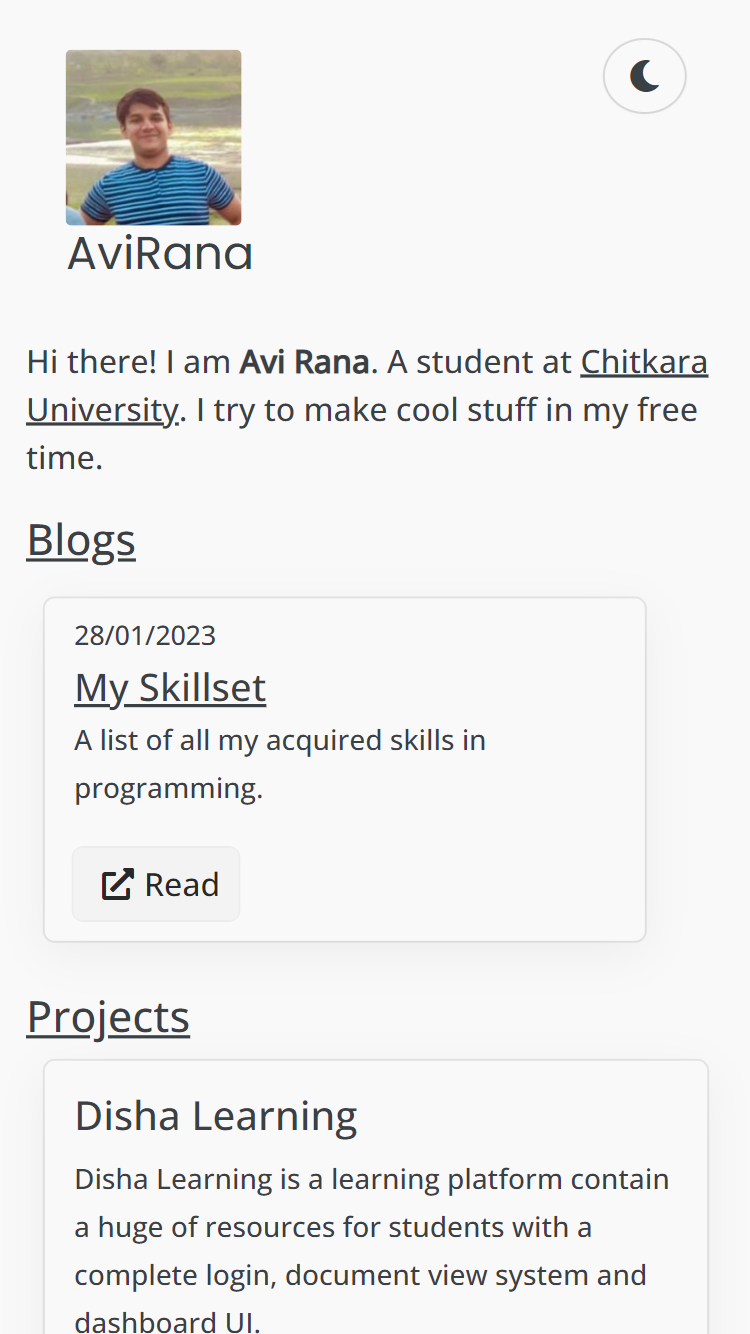 AviRana
Hi there! I am Avi Rana. A student at Chitkara
University. I try to make cool stuff in my free
time.
Blogs
28/01/2023
My Skillset
A list of all my acquired skills in
programming.
Read
Projects
Disha Learning
Disha Learning is a learning platform contain
a huge of resources for students with a
complete login, document view system and
dashboard UI.